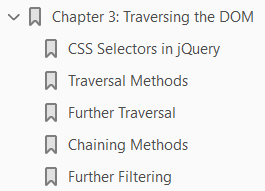 Chapter 3: Traversing the DOM
CSS Selectors in jQuery
Traversal Methods
Further Traversal
Chaining Methods
Further Filtering